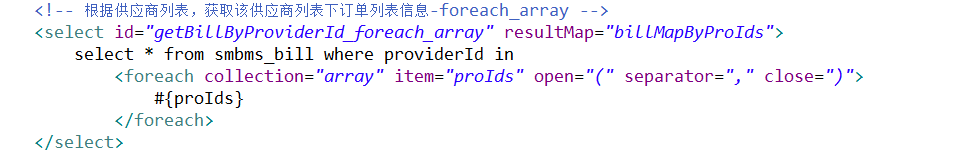 <!-- 根据供应商列表，获取该供应商列表下订单列表信息-foreach_array -->
<select id="getBillByProviderId_foreach_array" resultMap="billMapByProIds">
select * from smbms_bill where providerId in
<foreach collection="array" item="proIds" open="(" separator="," close=")">
#{proIds}
</foreach>
</select>